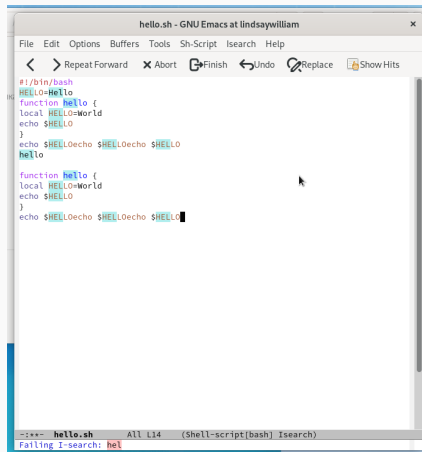 hello.sh - GNU Emacs at lindsaywilliam ×
File Edit Options Buffers Tools Sh-Script Isearch Help
Repeat Forward Abort Finish Undo Replace Show Hits
#!/bin/bash
HELLO=Hello
function hello {
local HELLO=World
echo $HELLO
}
echo $HELLOecho $HELLOecho $HELLO
hello
function hello {
local HELLO=World
echo $HELLO
}
echo $HELLOecho $HELLOecho $HELLO
-:**- hello.sh All L14 (Shell-script[bash] Isearch)
Failing I-search: hel